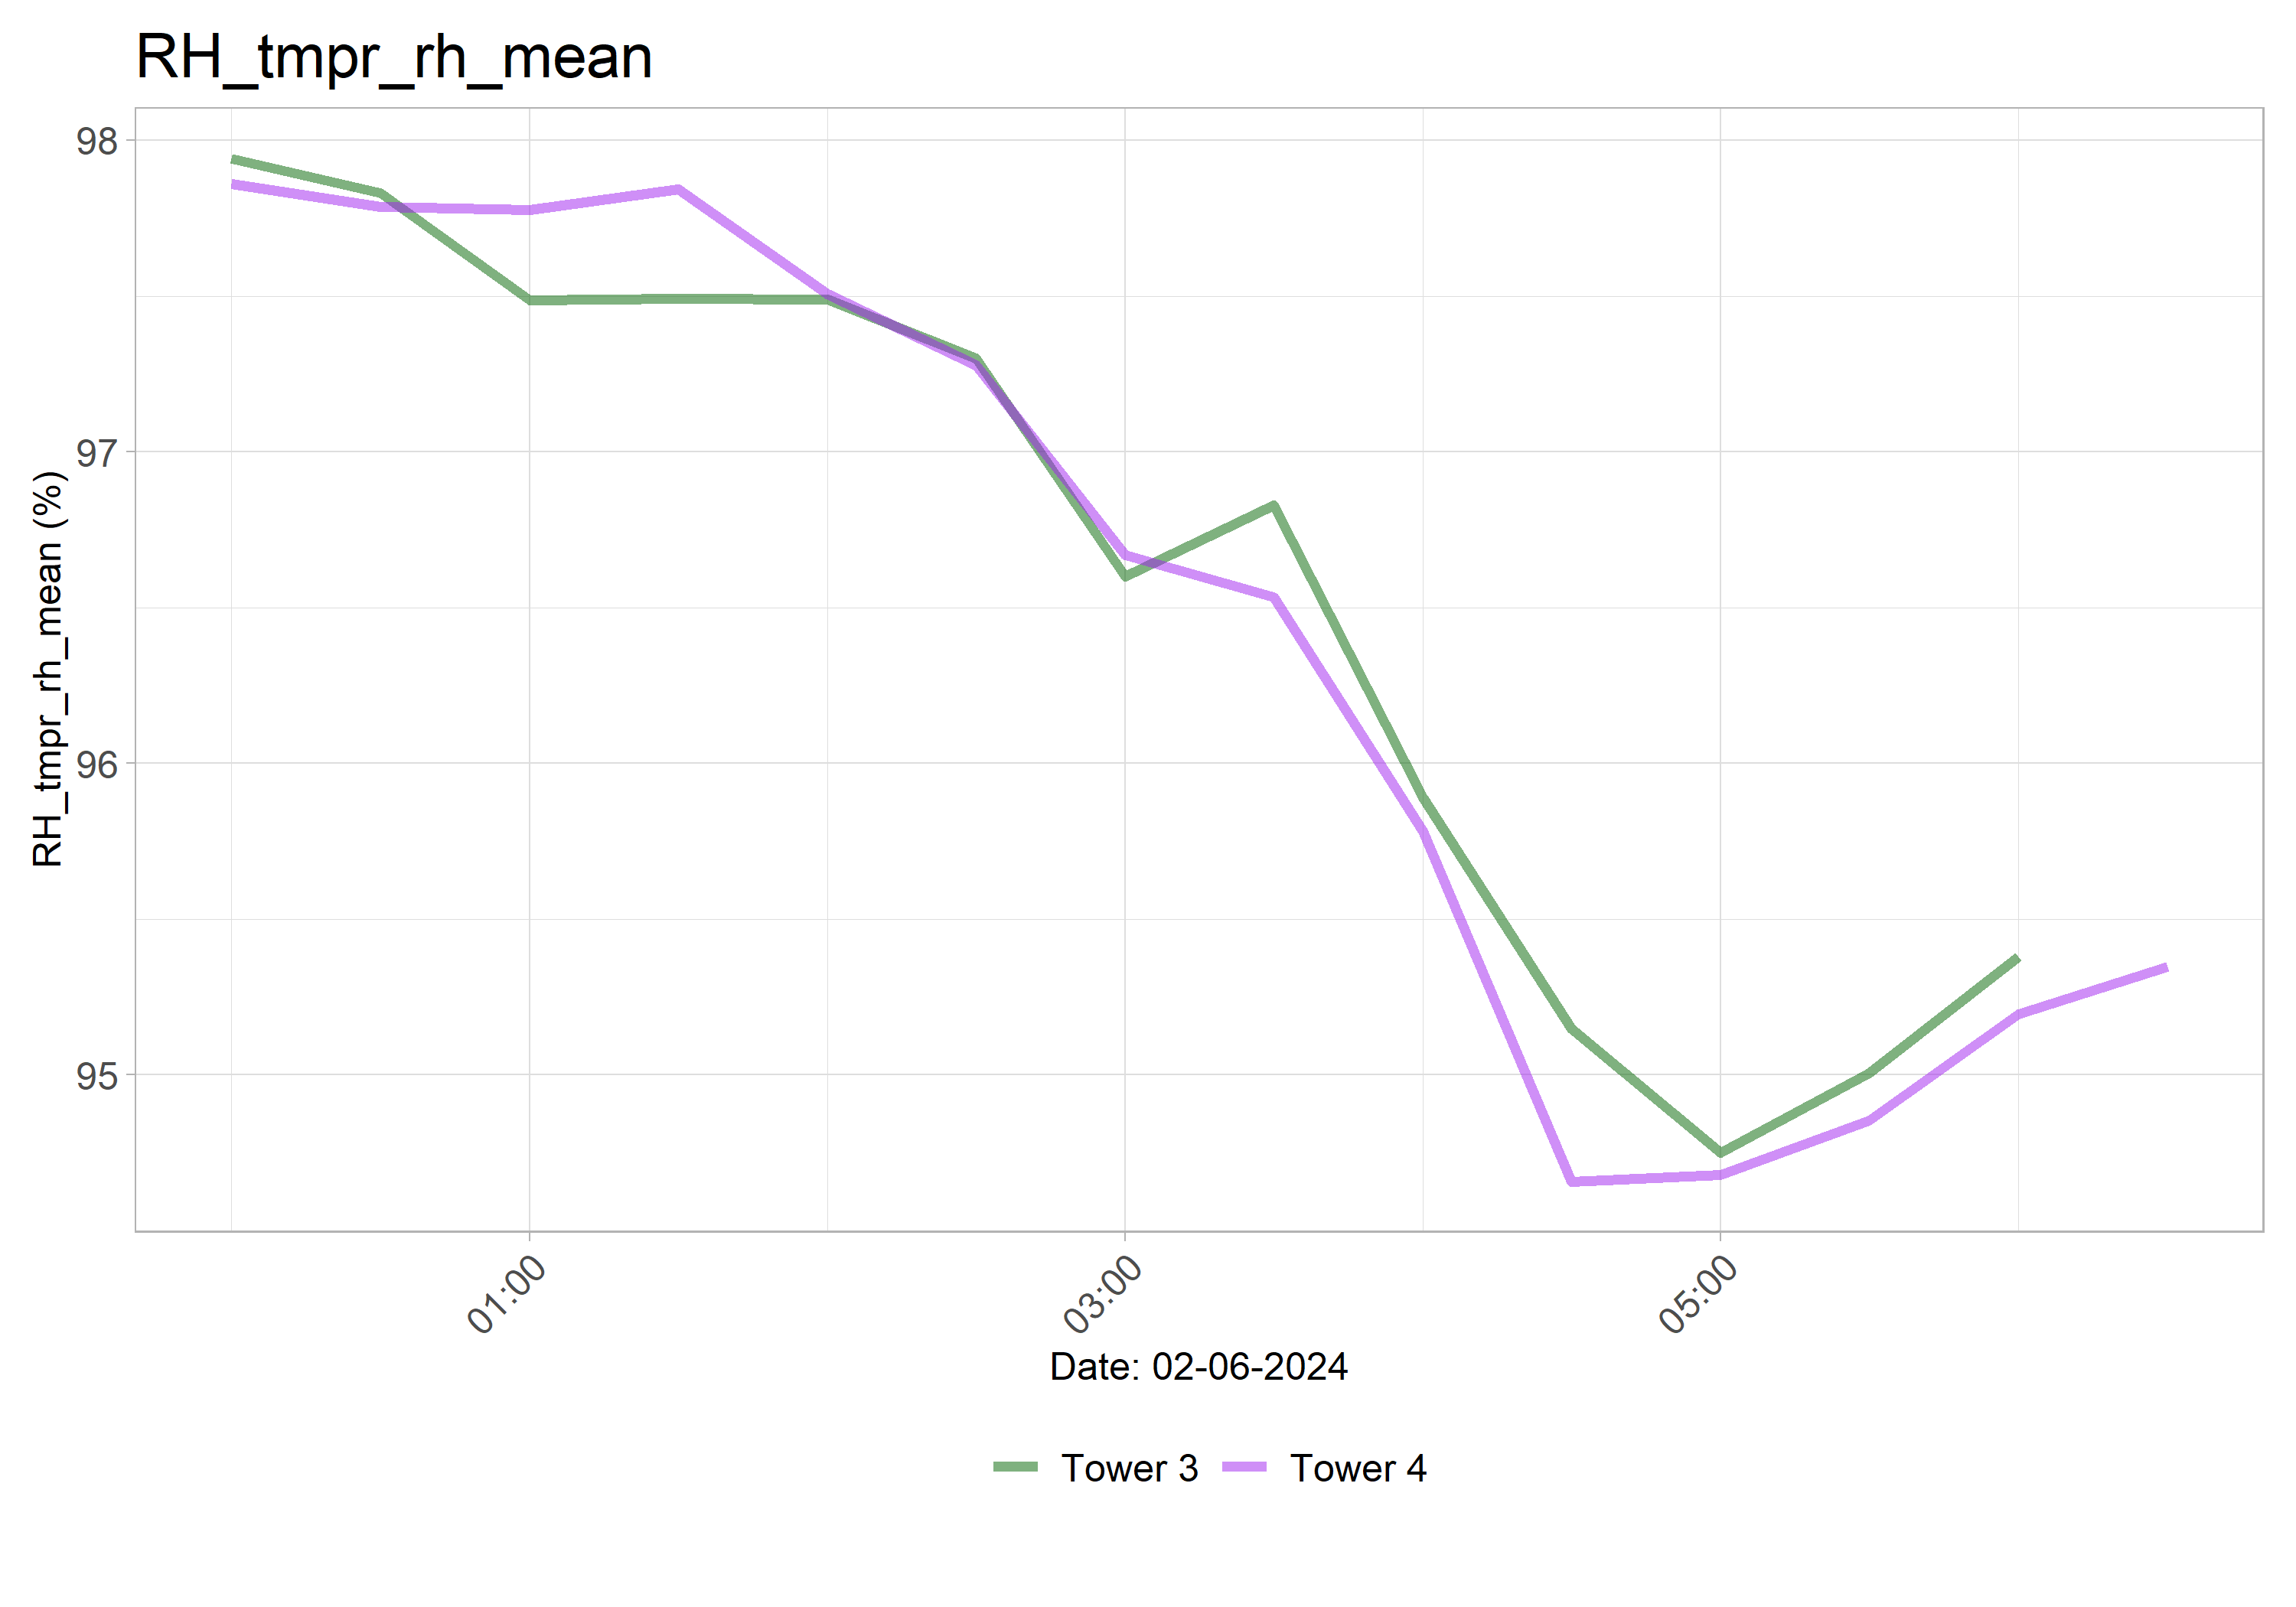 RH_tmpr_rh_mean
RH_tmpr_rh_mean (%)
98
97
96
95
01:00
03:00
05:00
Date: 02-06-2024
Tower 3
Tower 4